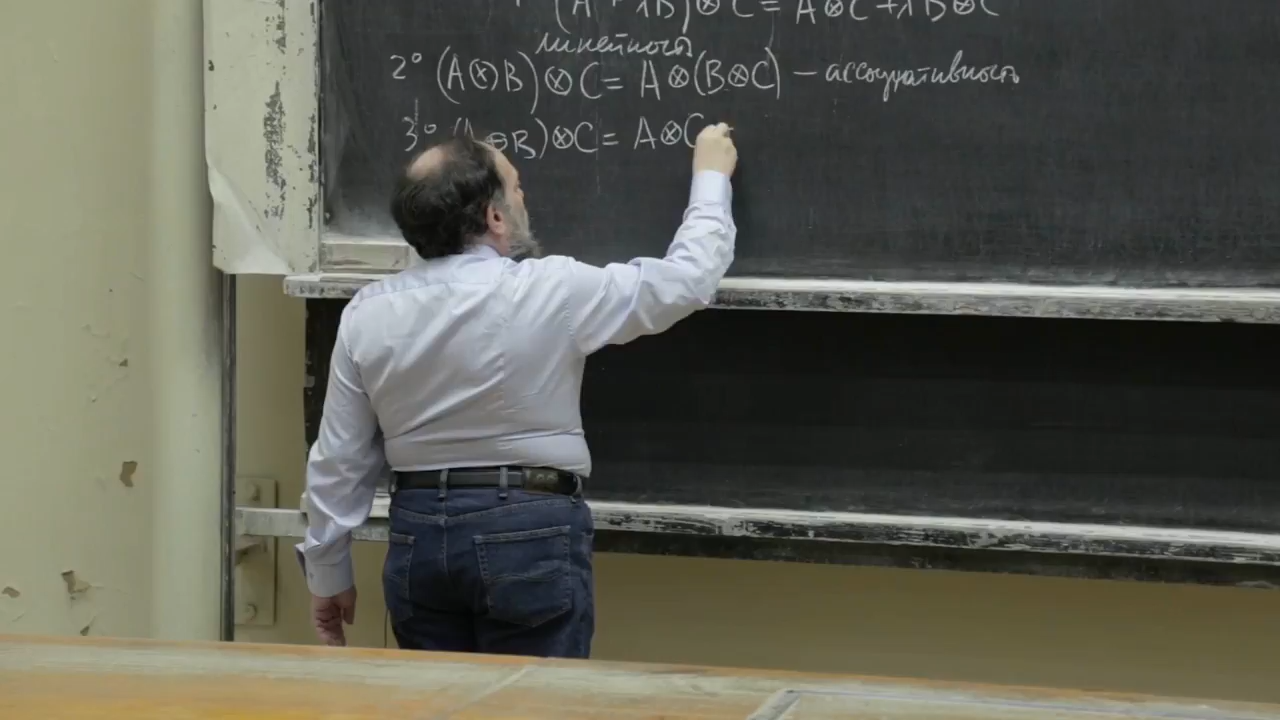 (A + λB)⊗C = A⊗C + λB⊗C
линейность
2° (A⊗B)⊗C = A⊗(B⊗C) – ассоциативность
3° (A⊕B)⊗C = A⊗C